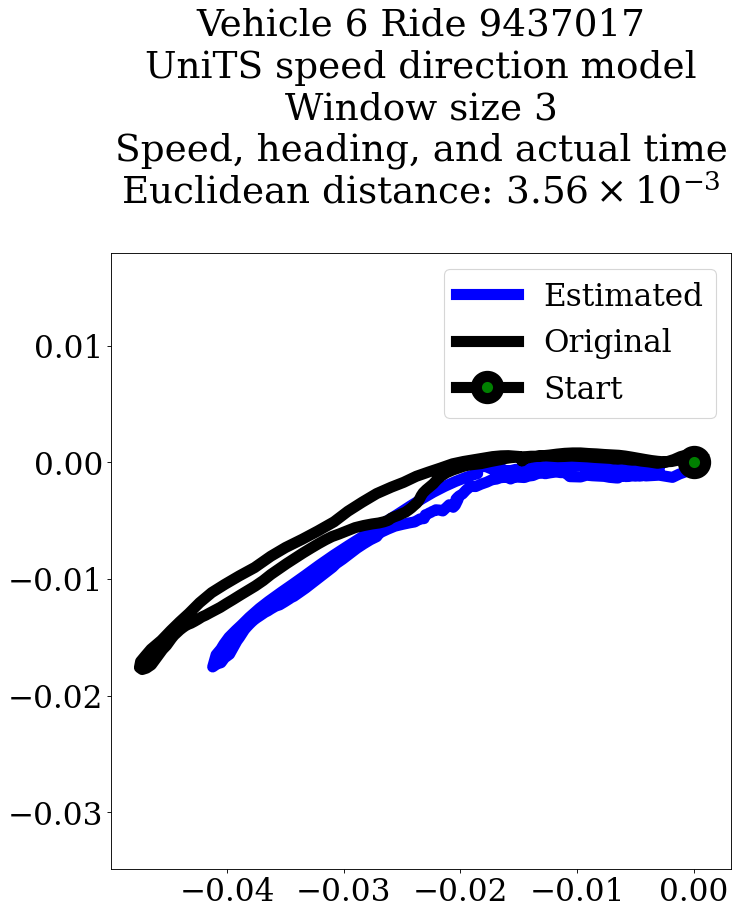 Vehicle 6 Ride 9437017
UniTS speed direction model
Window size 3
Speed, heading, and actual time
Euclidean distance: 3.56 × 10⁻³
Estimated
Original
Start
0.01
0.00
−0.01
−0.02
−0.03
−0.04 −0.03 −0.02 −0.01 0.00